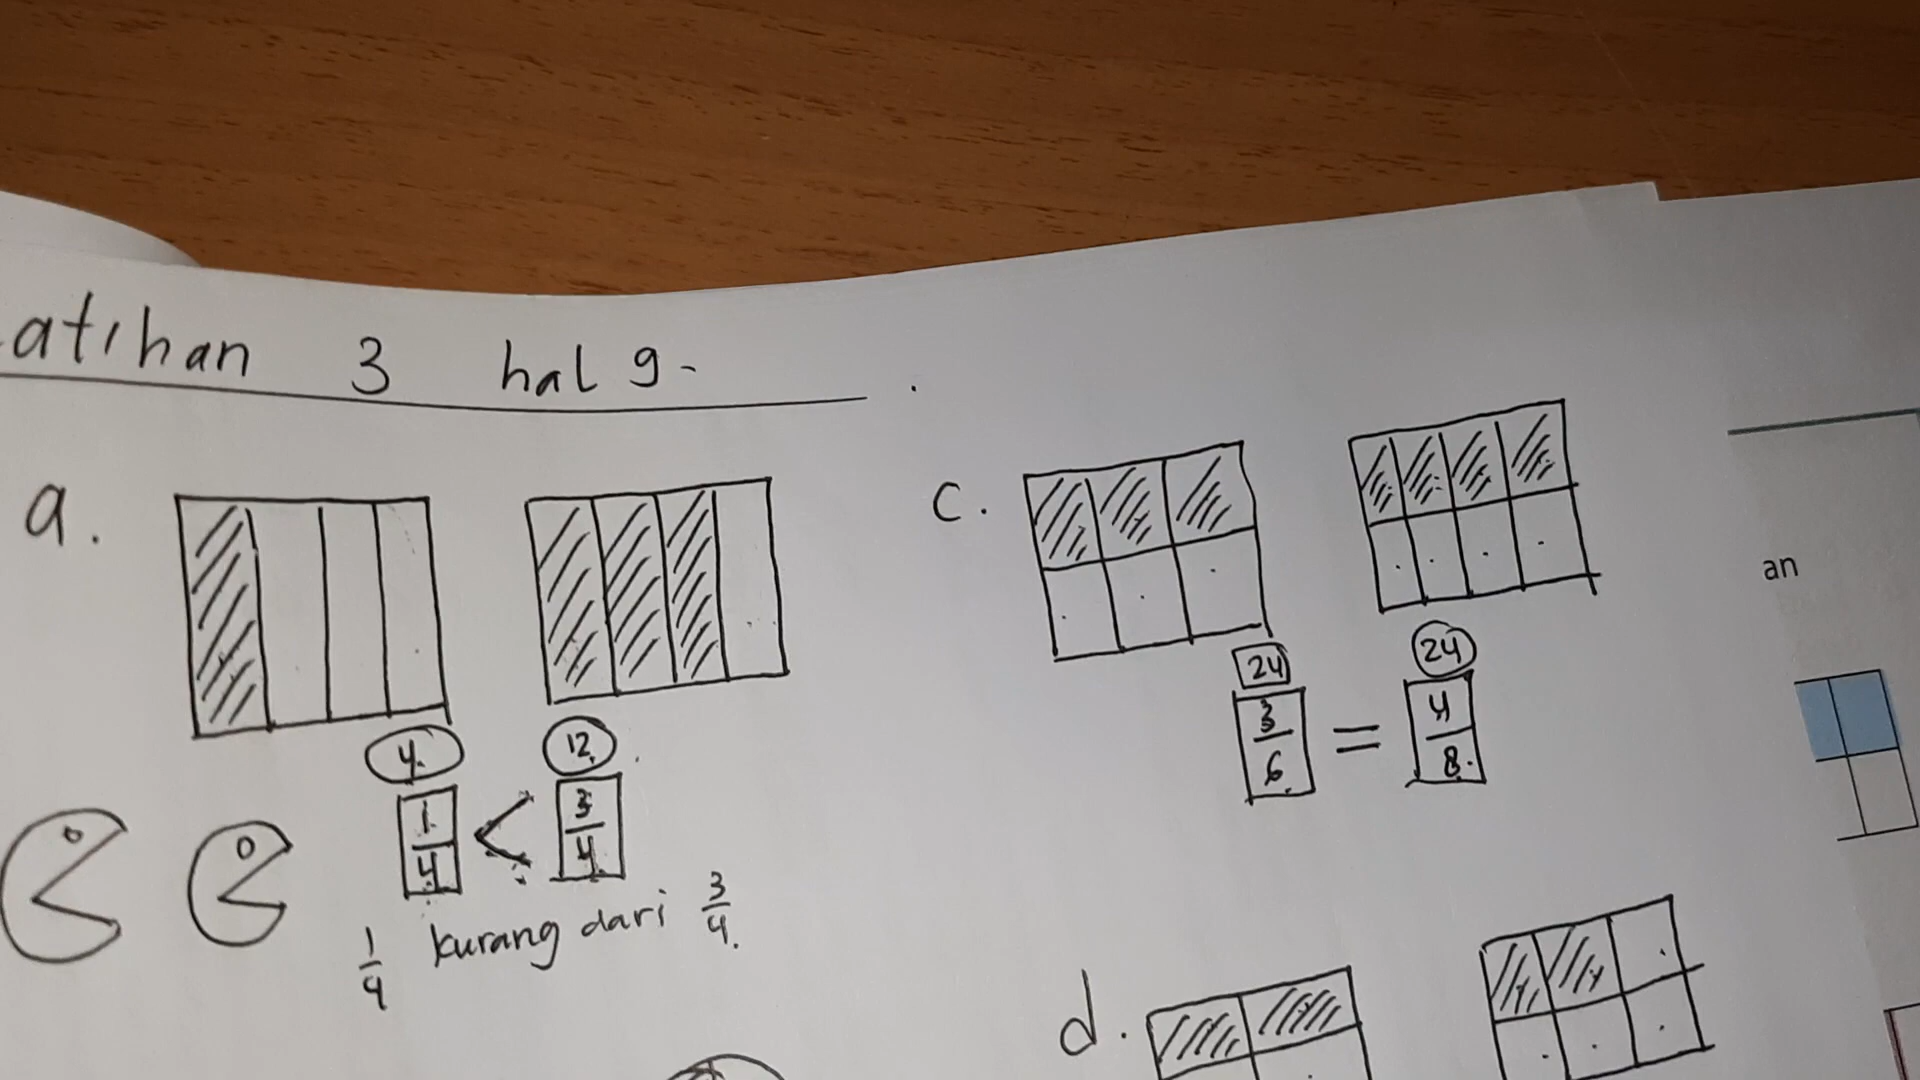 atihan 3 hal 9.
a.
4. 12
1/4 < 3/4
1/4 kurang dari 3/4.
c.
24 24
3/6 = 4/8.
an
d.